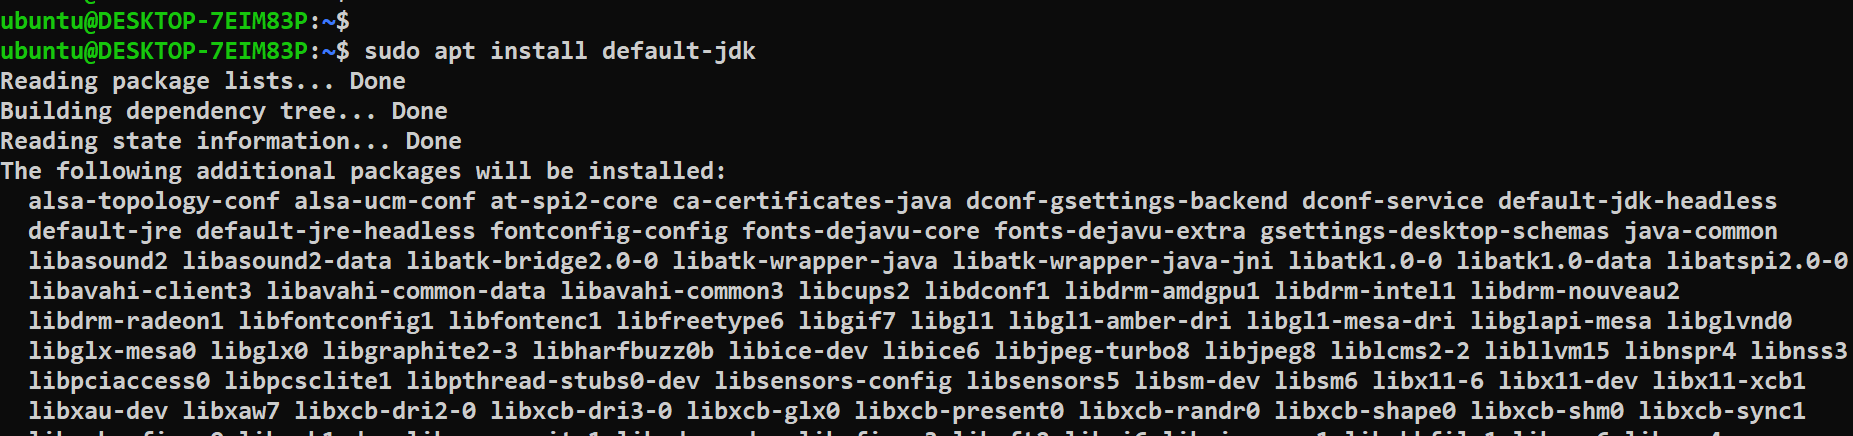 ubuntu@DESKTOP-7EIM83P:~$
ubuntu@DESKTOP-7EIM83P:~$ sudo apt install default-jdk
Reading package lists... Done
Building dependency tree... Done
Reading state information... Done
The following additional packages will be installed:
  alsa-topology-conf alsa-ucm-conf at-spi2-core ca-certificates-java dconf-gsettings-backend dconf-service default-jdk-headless
  default-jre default-jre-headless fontconfig-config fonts-dejavu-core fonts-dejavu-extra gsettings-desktop-schemas java-common
  libasound2 libasound2-data libatk-bridge2.0-0 libatk-wrapper-java libatk-wrapper-java-jni libatk1.0-0 libatk1.0-data libatspi2.0-0
  libavahi-client3 libavahi-common-data libavahi-common3 libcups2 libdconf1 libdrm-amdgpu1 libdrm-intel1 libdrm-nouveau2
  libdrm-radeon1 libfontconfig1 libfontenc1 libfreetype6 libgif7 libgl1 libgl1-amber-dri libgl1-mesa-dri libglapi-mesa libglvnd0
  libglx-mesa0 libglx0 libgraphite2-3 libharfbuzz0b libice-dev libice6 libjpeg-turbo8 libjpeg8 liblcms2-2 libllvm15 libnspr4 libnss3
  libpciaccess0 libpcsclite1 libpthread-stubs0-dev libsensors-config libsensors5 libsm-dev libsm6 libx11-6 libx11-dev libx11-xcb1
  libxau-dev libxaw7 libxcb-dri2-0 libxcb-dri3-0 libxcb-glx0 libxcb-present0 libxcb-randr0 libxcb-shape0 libxcb-shm0 libxcb-sync1